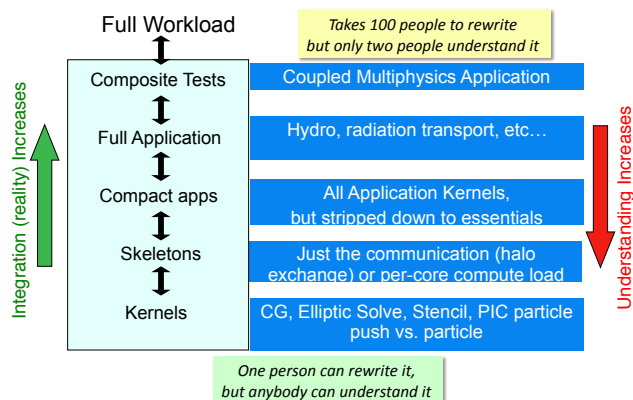 Full Workload
Takes 100 people to rewrite
but only two people understand it
Composite Tests
Coupled Multiphysics Application
Full Application
Hydro, radiation transport, etc…
Compact apps
All Application Kernels,
but stripped down to essentials
Skeletons
Just the communication (halo
exchange) or per-core compute load
Kernels
CG, Elliptic Solve, Stencil, PIC particle
push vs. particle
One person can rewrite it,
but anybody can understand it
Integration (reality) Increases
Understanding Increases